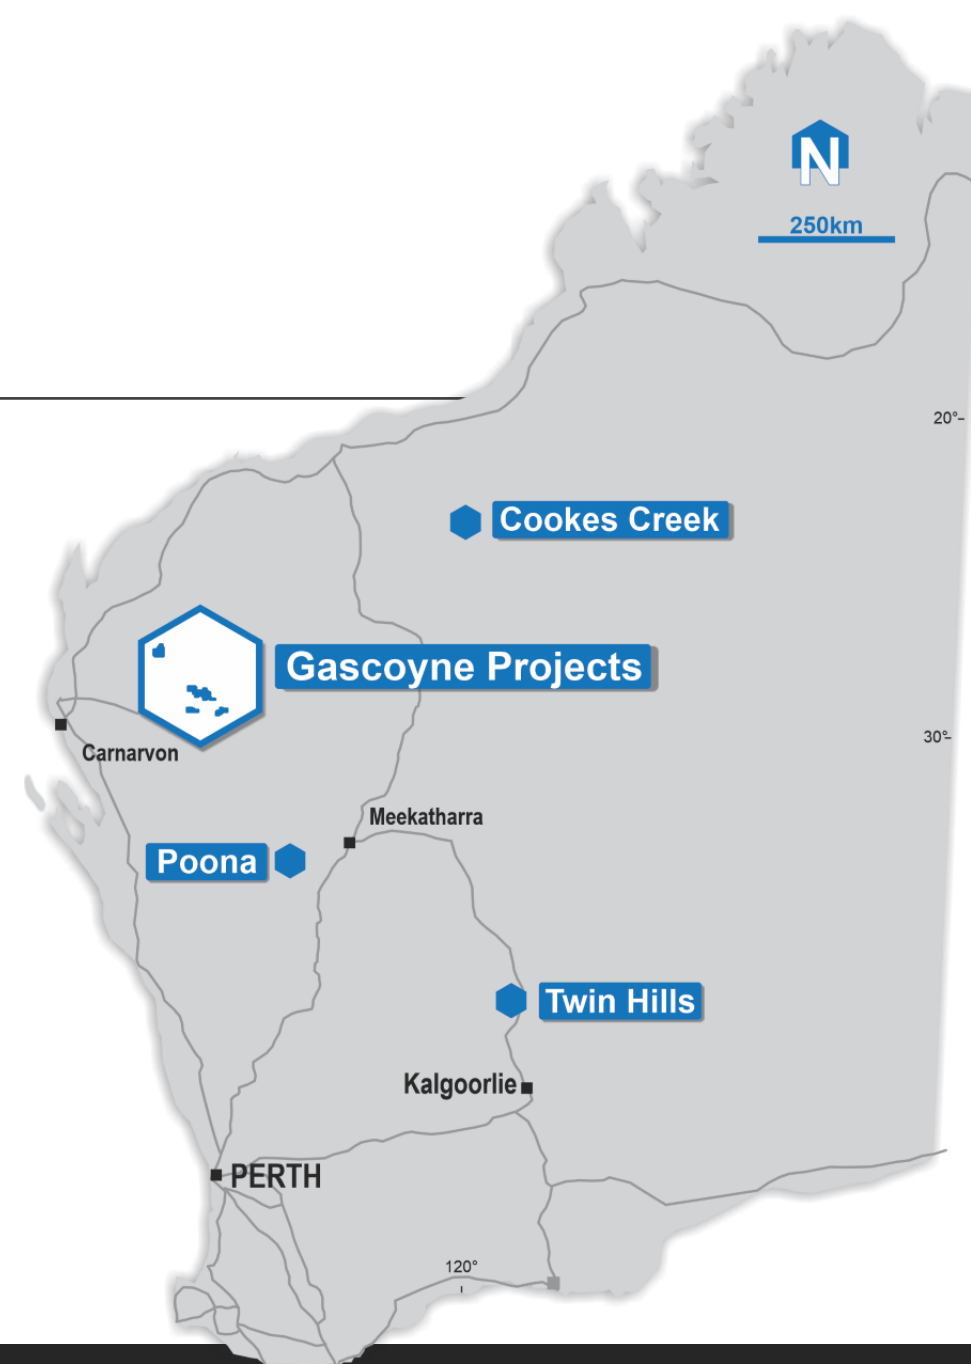 N
250km
20°
Cookes Creek
Gascoyne Projects
30°
Carnarvon
Meekatharra
Poona
Twin Hills
Kalgoorlie
PERTH
120°